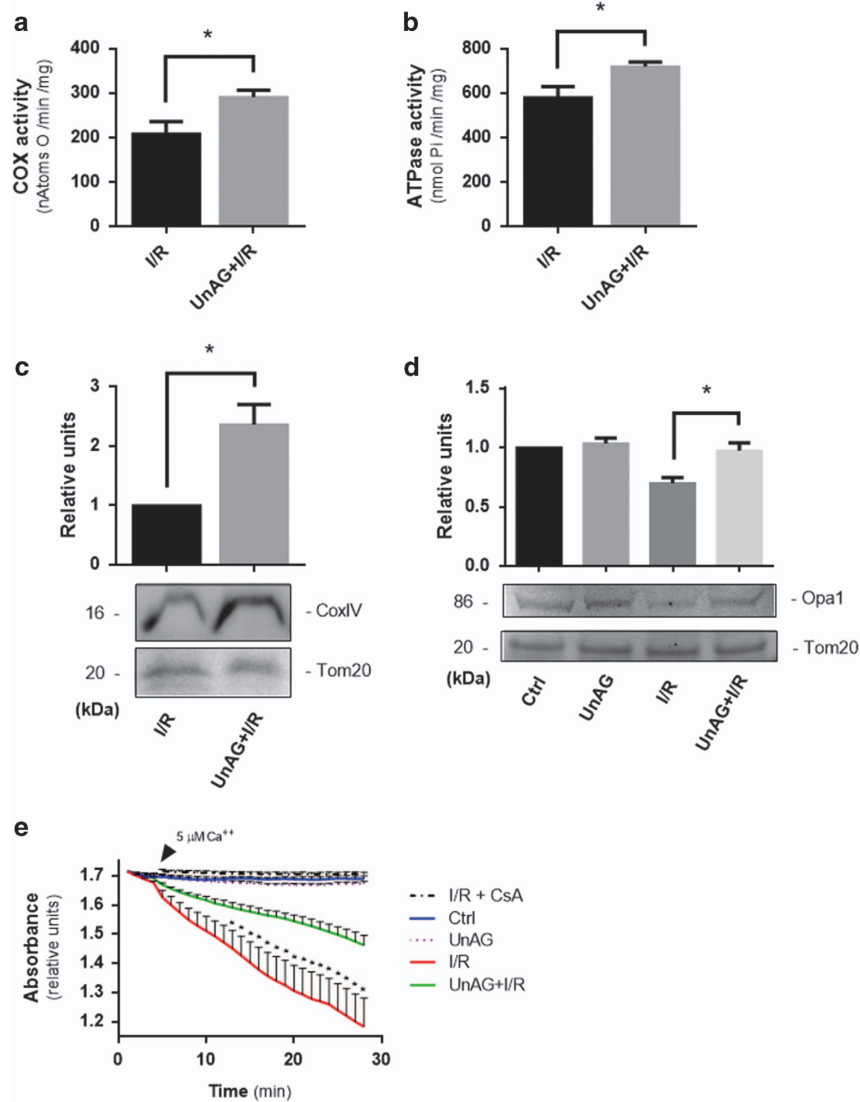 a
*
COX activity
(nAtoms O /min /mg)
400
300
200
100
0
I/R
UnAG+I/R
b
*
ATPase activity
(nmol Pi /min /mg)
800
600
400
200
0
I/R
UnAG+I/R
c
*
Relative units
3
2
1
0
16 -
- CoxIV
20 -
- Tom20
(kDa)
I/R
UnAG+I/R
d
*
Relative units
1.5
1.0
0.5
0.0
86 -
- Opa1
20 -
- Tom20
(kDa)
Ctrl
UnAG
I/R
UnAG+I/R
e
5 μM Ca++
Absorbance
(relative units)
1.7
1.6
1.5
1.4
1.3
1.2
0 10 20 30
Time (min)
I/R + CsA
Ctrl
UnAG
I/R
UnAG+I/R